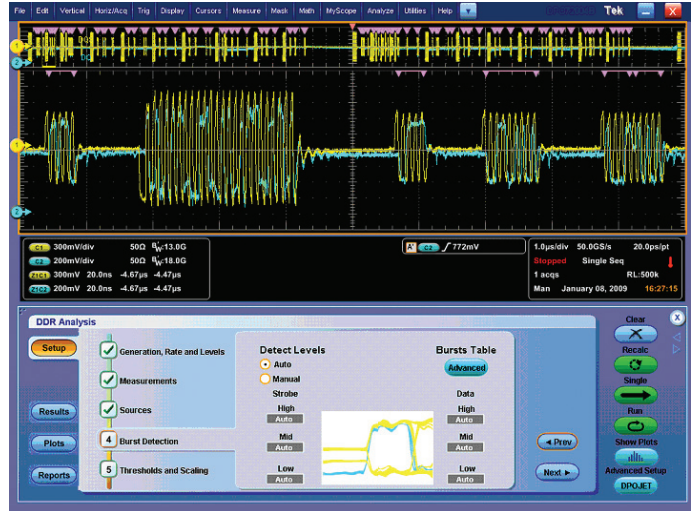 File Edit Vertical Horiz/Acq Trig Display Cursors Measure Mask Math MyScope Analyze Utilities Help Tek X
1
2
1
2
C1 300mV/div 50Ω BW:13.0G
C2 200mV/div 50Ω BW:18.0G
Z1C1 300mV 20.0ns -4.67µs -4.47µs
Z1C2 200mV 20.0ns -4.67µs -4.47µs
A' C2 772mV
1.0µs/div 50.0GS/s 20.0ps/pt
Stopped Single Seq
1 acqs RL:500k
Man January 08, 2009 16:27:15
DDR Analysis
Setup
Results
Plots
Reports
Generation, Rate and Levels
Measurements
Sources
4 Burst Detection
5 Thresholds and Scaling
Detect Levels
Auto
Manual
Strobe
High
Auto
Mid
Auto
Low
Auto
Bursts Table
Advanced
Data
High
Auto
Mid
Auto
Low
Auto
Prev
Next
Clear
Recalc
Single
Run
Show Plots
Advanced Setup
DPOJET